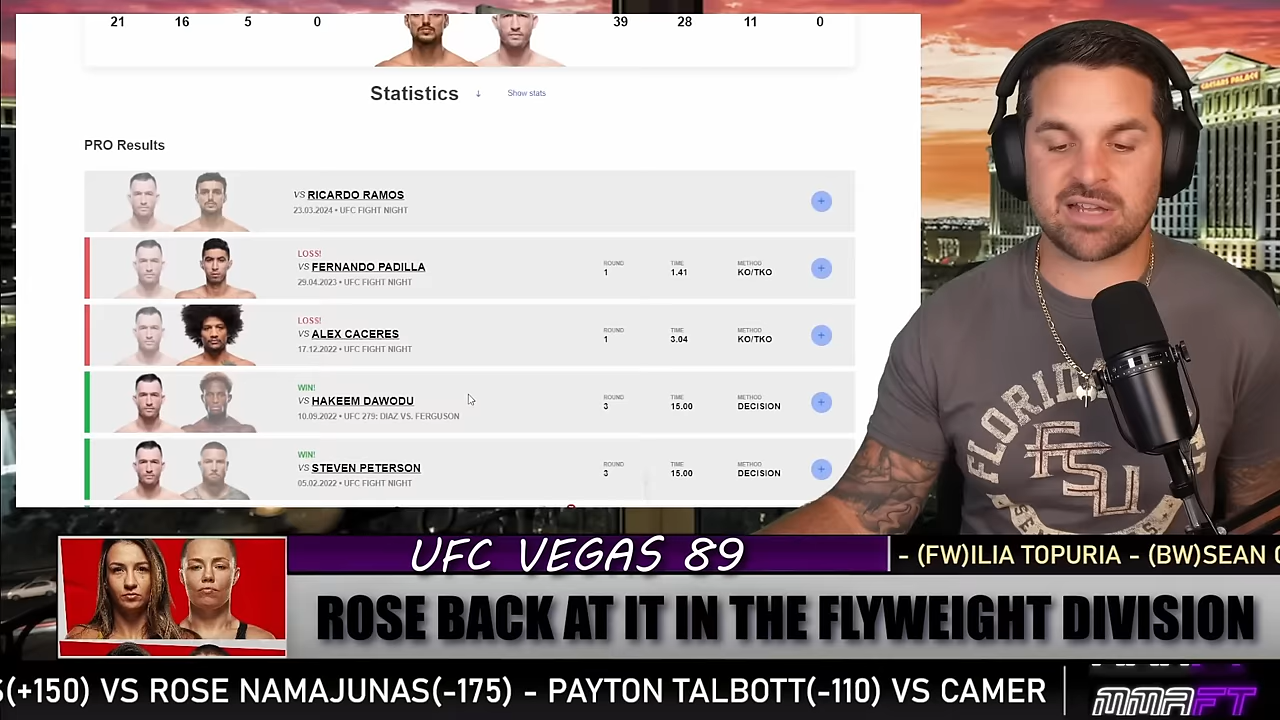 21 16 5 0 39 28 11 0
Statistics ↓ Show stats
PRO Results
VS RICARDO RAMOS
23.03.2024 • UFC FIGHT NIGHT
+
LOSS!
VS FERNANDO PADILLA
29.04.2023 • UFC FIGHT NIGHT
ROUND TIME METHOD
1 1.41 KO/TKO
+
LOSS!
VS ALEX CACERES
17.12.2022 • UFC FIGHT NIGHT
ROUND TIME METHOD
1 3.04 KO/TKO
+
WIN!
VS HAKEEM DAWODU
10.09.2022 • UFC 279: DIAZ VS. FERGUSON
ROUND TIME METHOD
3 15.00 DECISION
+
WIN!
VS STEVEN PETERSON
05.02.2022 • UFC FIGHT NIGHT
ROUND TIME METHOD
3 15.00 DECISION
+
CAESARS PALACE
FLORIDA
FSU
UFC VEGAS 89
- (FW)ILIA TOPURIA - (BW)SEAN
ROSE BACK AT IT IN THE FLYWEIGHT DIVISION
(+150) VS ROSE NAMAJUNAS(-175) - PAYTON TALBOTT(-110) VS CAMER
MMAFT